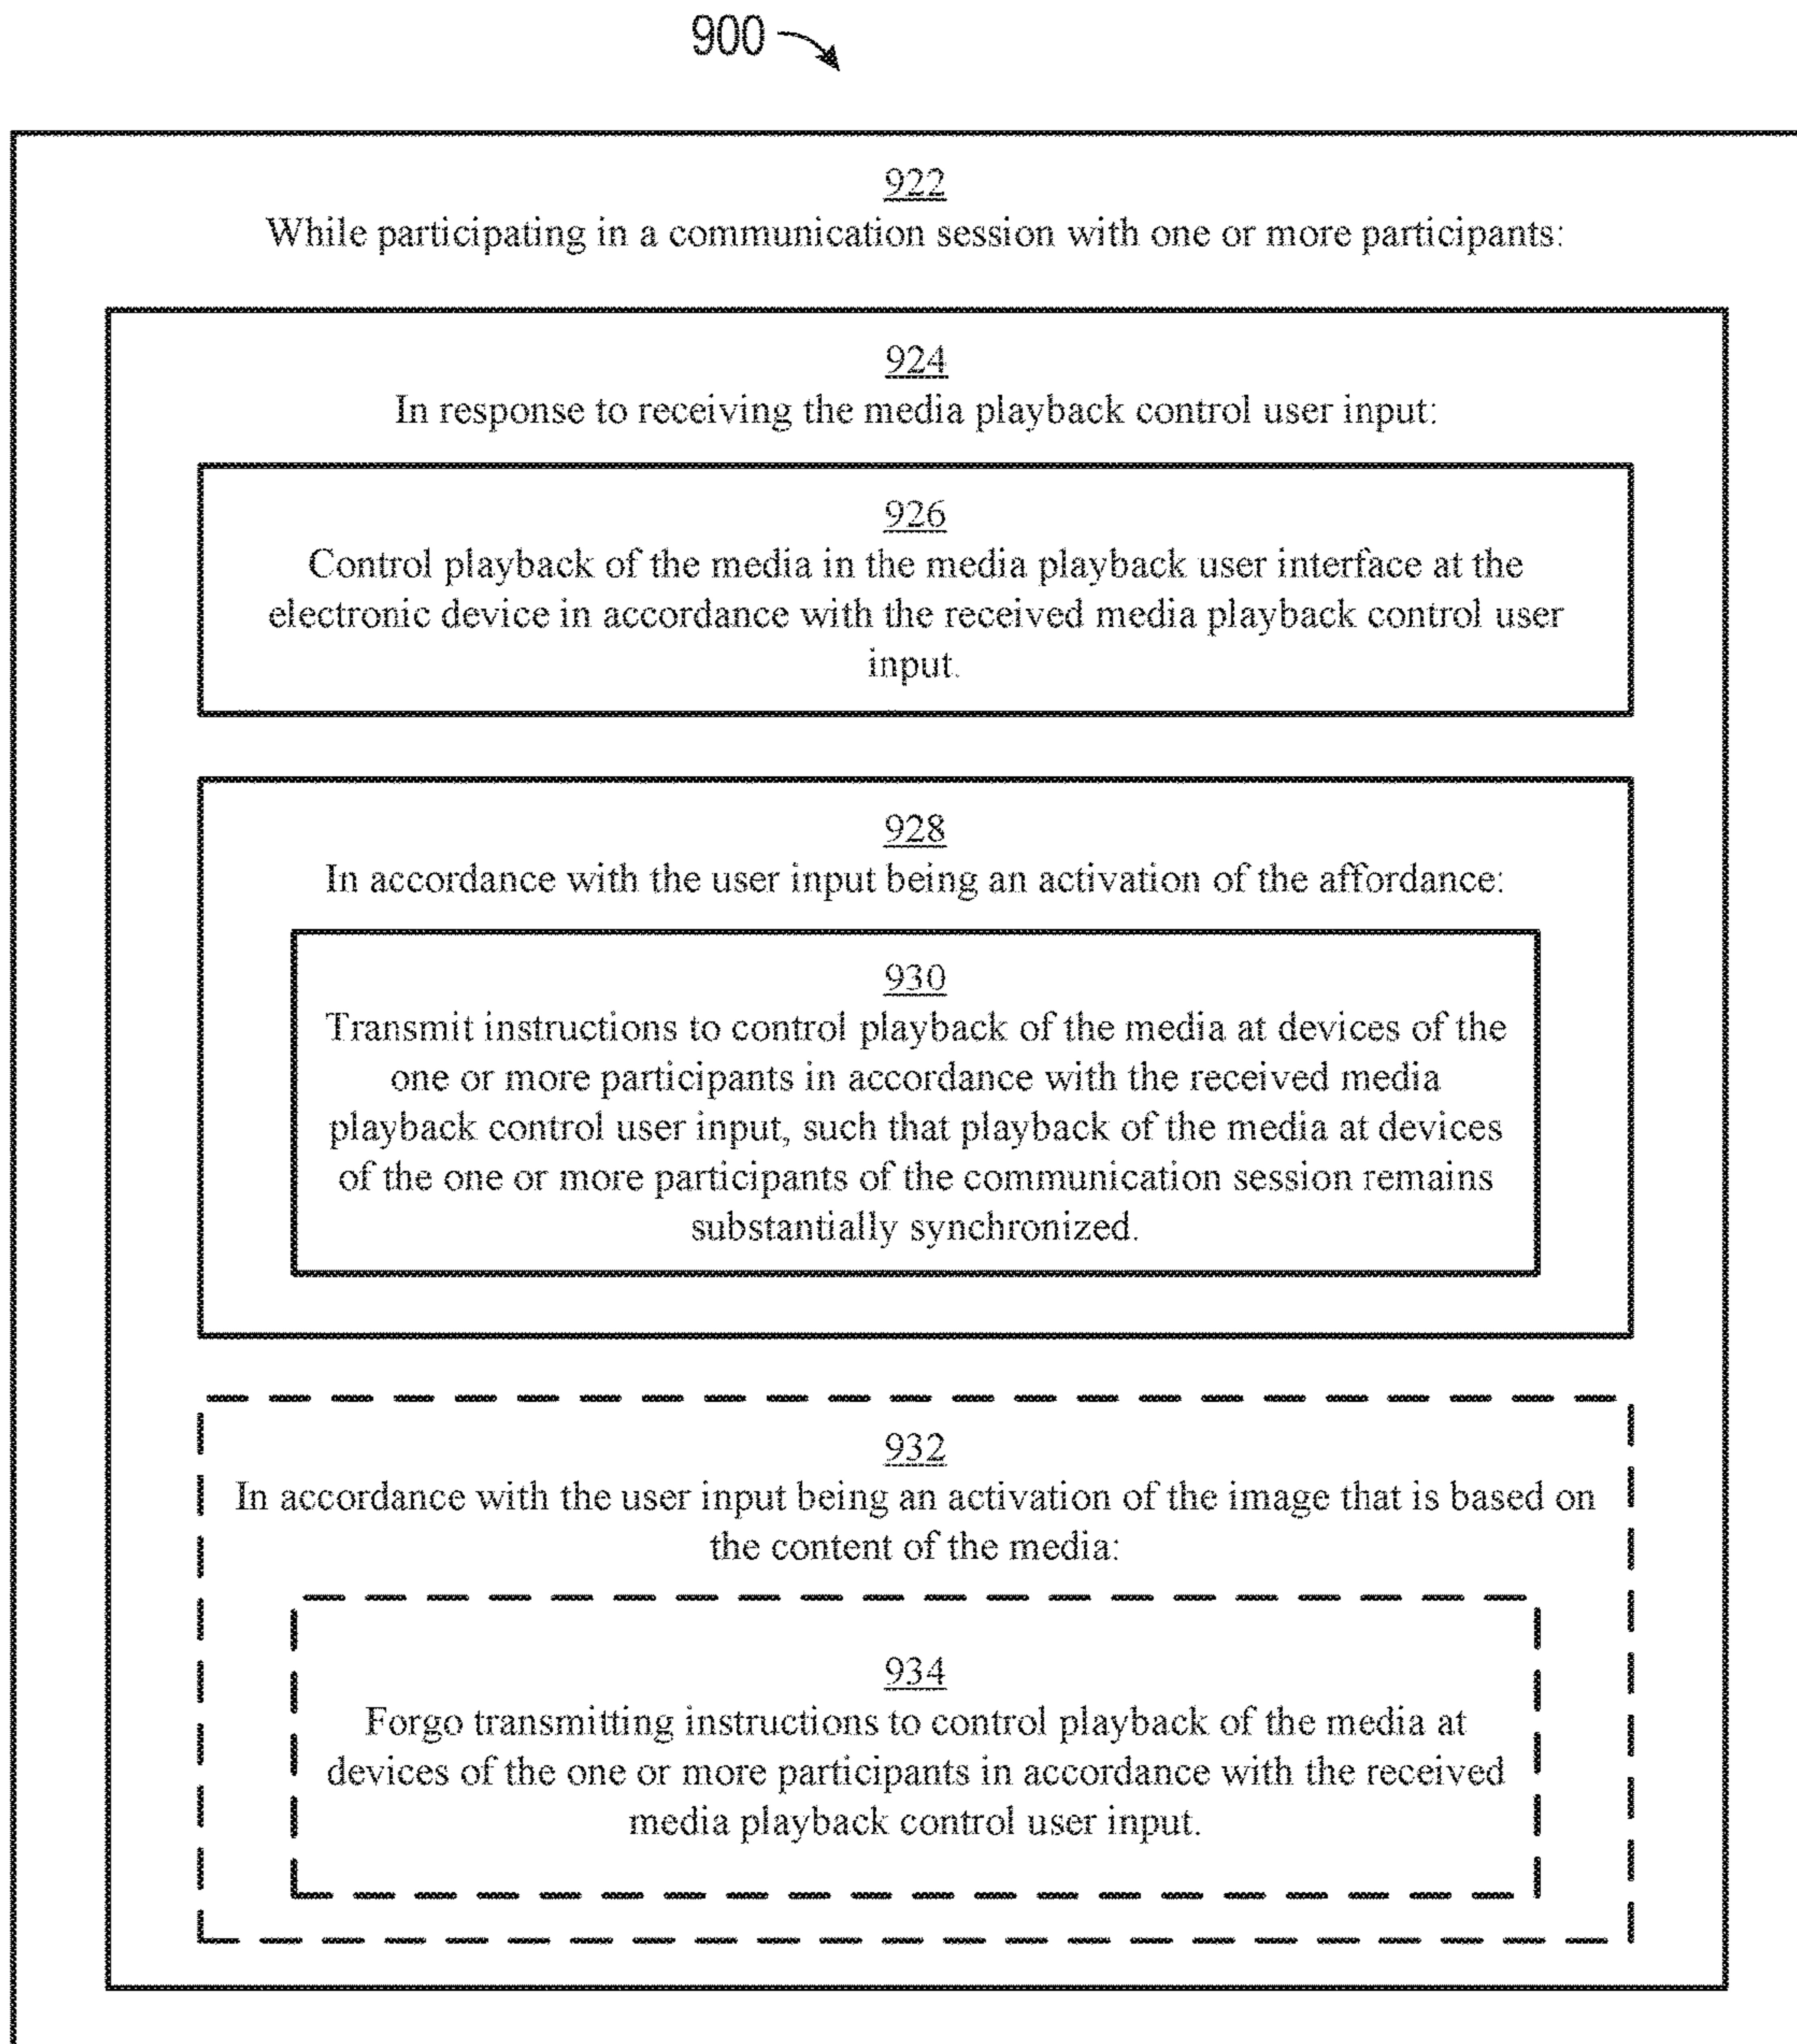 900
922
While participating in a communication session with one or more participants:
924
In response to receiving the media playback control user input:
926
Control playback of the media in the media playback user interface at the
electronic device in accordance with the received media playback control user
input.
928
In accordance with the user input being an activation of the affordance:
930
Transmit instructions to control playback of the media at devices of the
one or more participants in accordance with the received media
playback control user input, such that playback of the media at devices
of the one or more participants of the communication session remains
substantially synchronized.
932
In accordance with the user input being an activation of the image that is based on
the content of the media:
934
Forgo transmitting instructions to control playback of the media at
devices of the one or more participants in accordance with the received
media playback control user input.